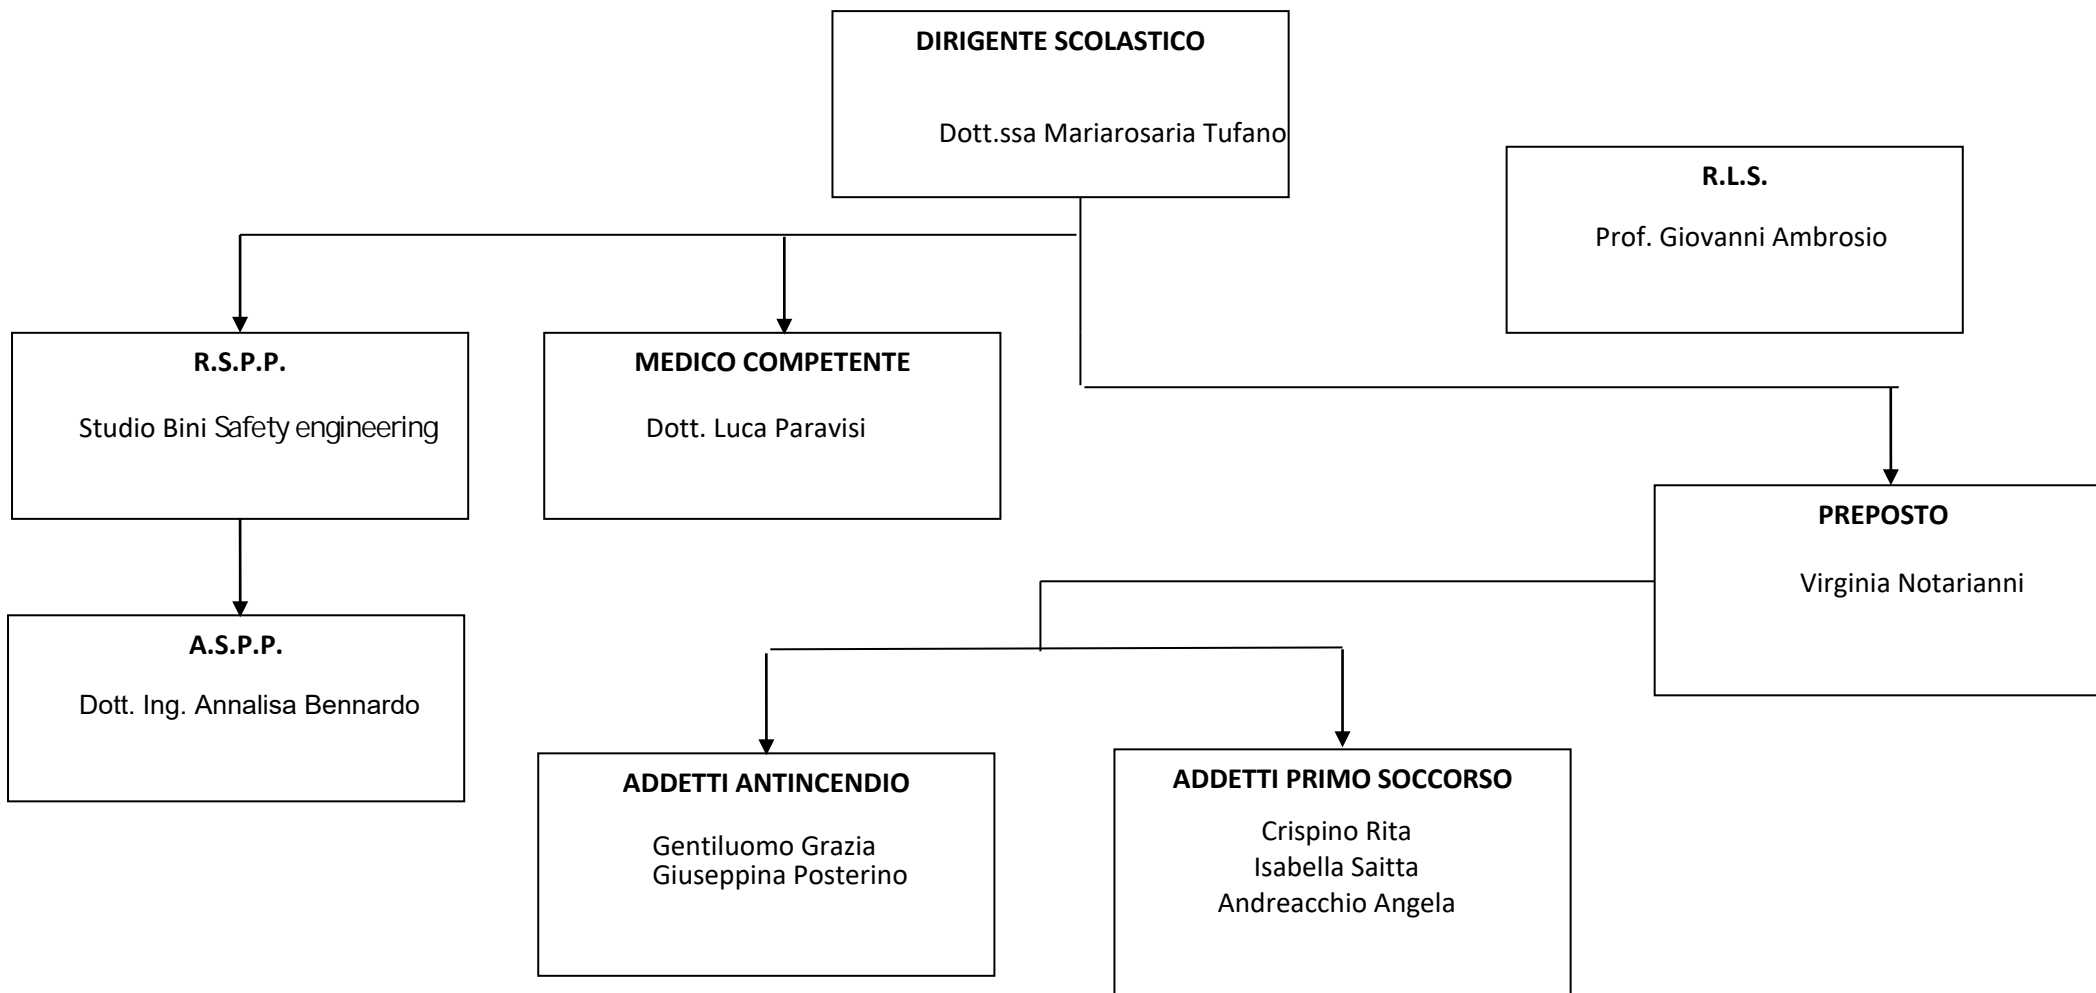 DIRIGENTE SCOLASTICO
Dott.ssa Mariarosaria Tufano
R.L.S.
Prof. Giovanni Ambrosio
R.S.P.P.
Studio Bini Safety engineering
MEDICO COMPETENTE
Dott. Luca Paravisi
PREPOSTO
Virginia Notarianni
A.S.P.P.
Dott. Ing. Annalisa Bennardo
ADDETTI ANTINCENDIO
Gentiluomo Grazia
Giuseppina Posterino
ADDETTI PRIMO SOCCORSO
Crispino Rita
Isabella Saitta
Andreacchio Angela